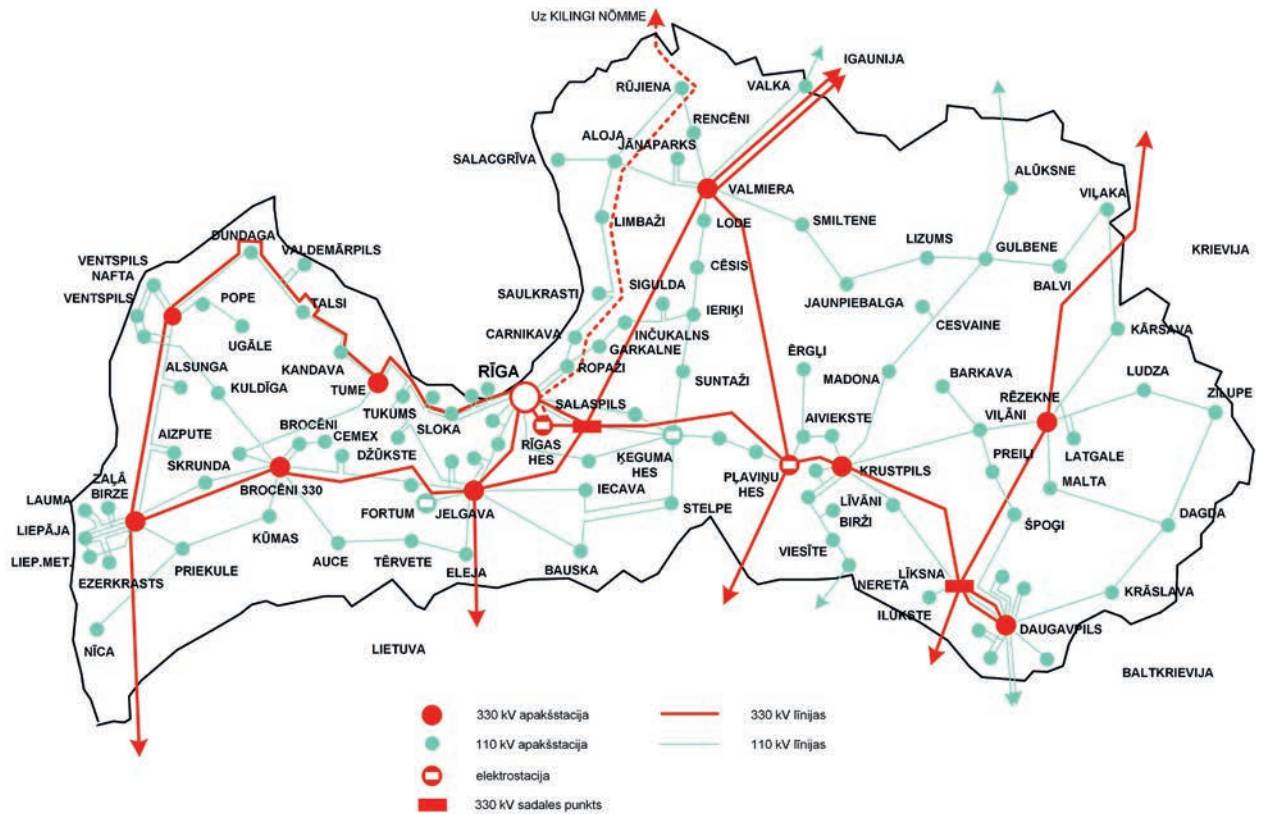 Uz KILINGI NÕMME
IGAUNIJA
RŪJIENA
VALKA
RENCĒNI
ALOJA
JĀNAPARKS
SALACGRĪVA
VALMIERA
ALŪKSNE
VIĻAKA
LIMBAŽI
LODE
SMILTENE
DUNDAGA
VALDEMĀRPILS
LIZUMS
GULBENE
KRIEVIJA
VENTSPILS
NAFTA
CĒSIS
BALVI
VENTSPILS
POPE
TALSI
SAULKRASTI
SIGULDA
JAUNPIEBALGA
IERIĶI
CESVAINE
KĀRSAVA
UGĀLE
CARNIKAVA
INČUKALNS
GARKALNE
ĒRGĻI
ALSUNGA
KANDAVA
RĪGA
ROPAŽI
MADONA
BARKAVA
LUDZA
KULDĪGA
TUME
SUNTAŽI
RĒZEKNE
ZILUPE
TUKUMS
SALASPILS
AIVIEKSTE
VIĻĀNI
BROCĒNI
SLOKA
AIZPUTE
CEMEX
RĪGAS
HES
ĶEGUMA
HES
PREIĻI
LATGALE
SKRUNDA
DŽŪKSTE
PĻAVIŅU
HES
KRUSTPILS
MALTA
ZAĻĀ
BIRZE
BROCĒNI 330
IECAVA
LAUMA
FORTUM
JELGAVA
STELPE
LĪVĀNI
LIEPĀJA
BIRŽI
ŠPOĢI
DAGDA
KŪMAS
LIEP.MET.
AUCE
TĒRVETE
VIESĪTE
PRIEKULE
ELEJA
BAUSKA
LĪKSNA
EZERKRASTS
NERETA
ILŪKSTE
KRĀSLAVA
DAUGAVPILS
NĪCA
LIETUVA
BALTKRIEVIJA
330 kV apakšstacija
330 kV līnijas
110 kV apakšstacija
110 kV līnijas
elektrostacija
330 kV sadales punkts